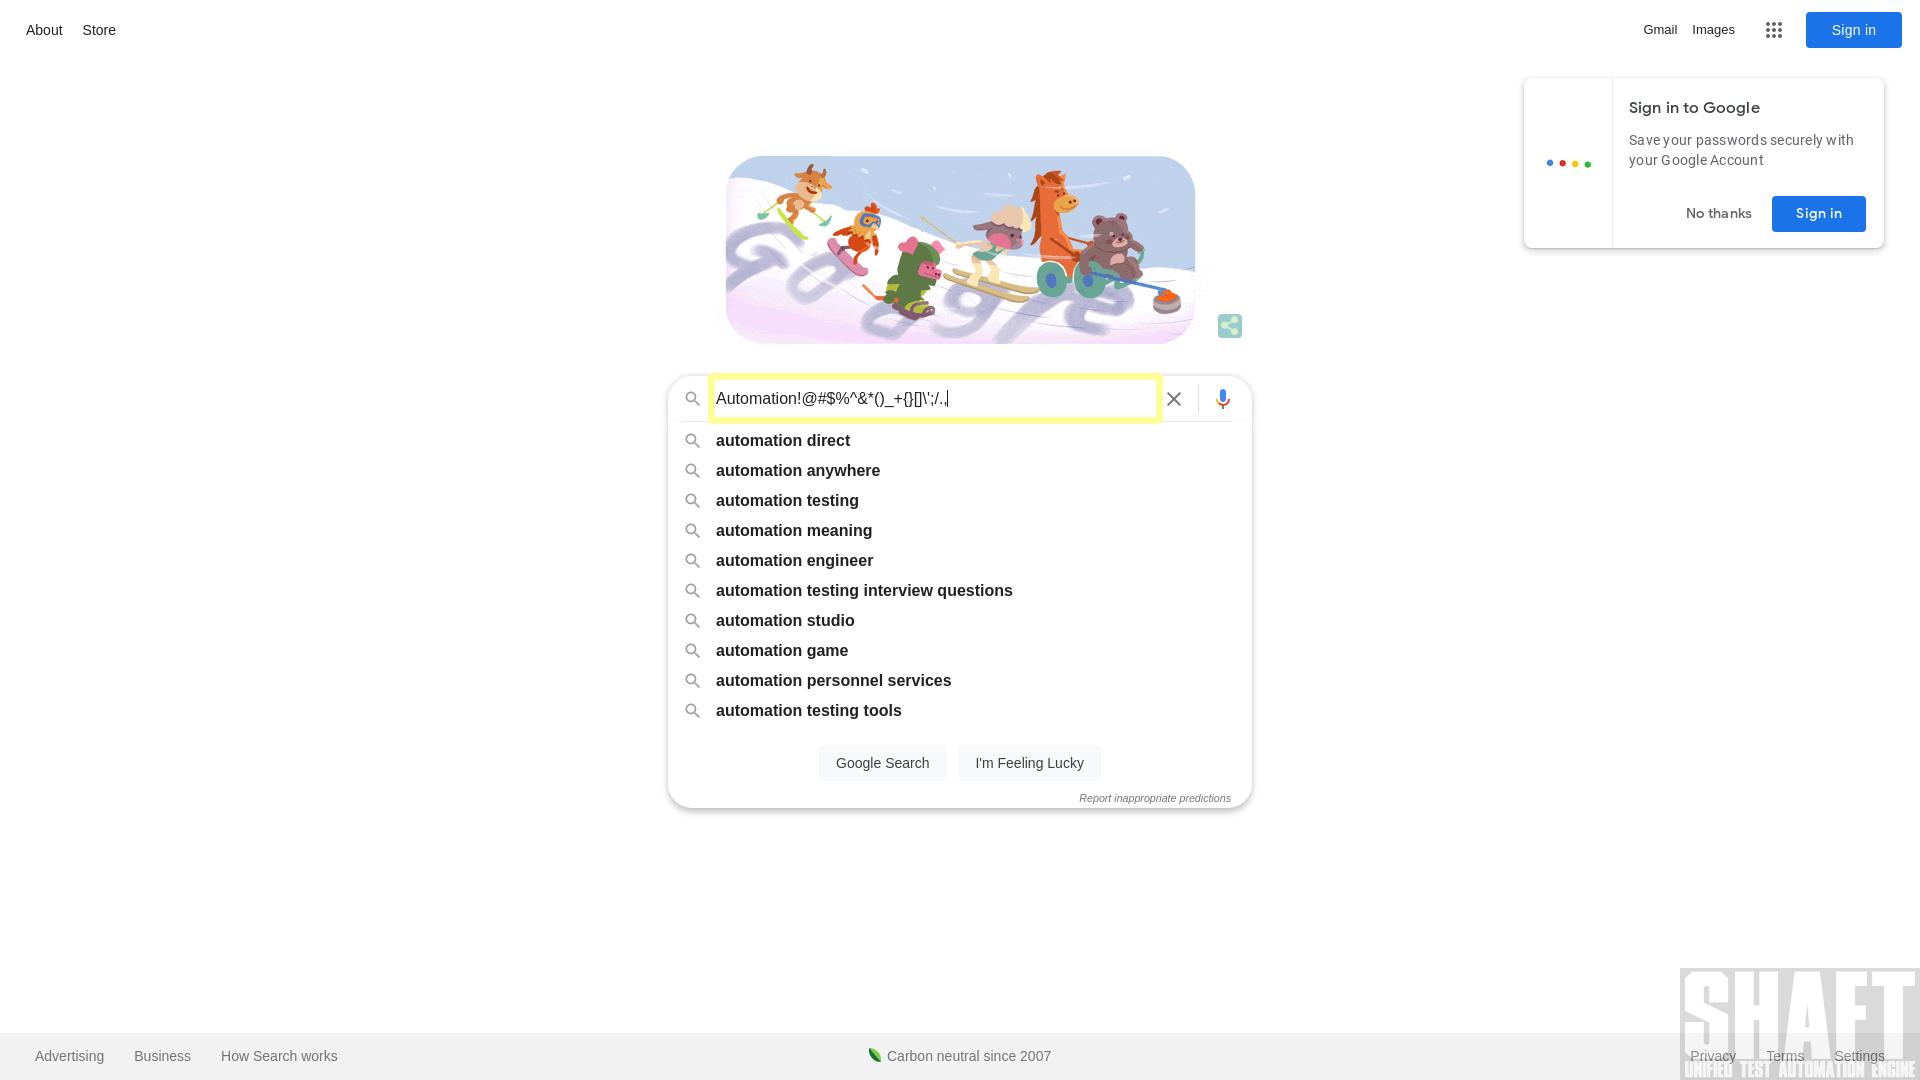 About
Store
Gmail
Images
Sign in
Sign in to Google
Save your passwords securely with
your Google Account
No thanks
Sign in
Google
Automation!@#$%^&*()_+{}[]\';/.,
automation direct
automation anywhere
automation testing
automation meaning
automation engineer
automation testing interview questions
automation studio
automation game
automation personnel services
automation testing tools
Google Search
I'm Feeling Lucky
Report inappropriate predictions
Advertising
Business
How Search works
Carbon neutral since 2007
Privacy
Terms
Settings
SHAFT
UNIFIED TEST AUTOMATION ENGINE